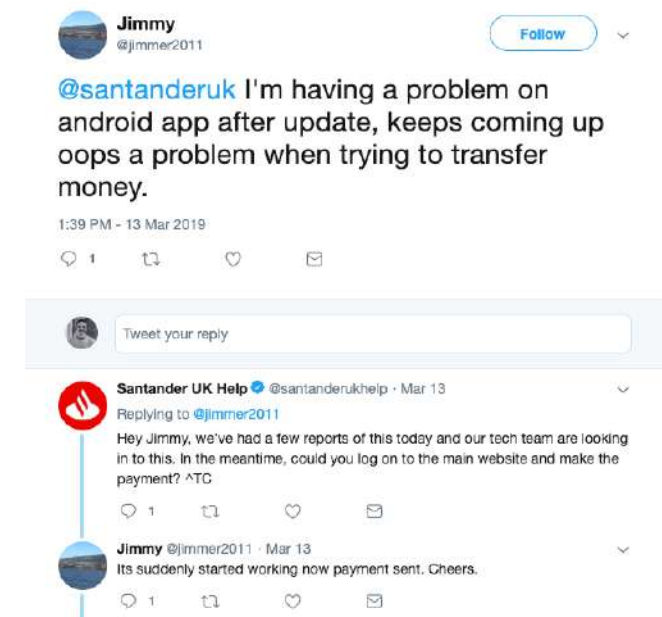 Jimmy
@jimmer2011
Follow
@santanderuk I'm having a problem on
android app after update, keeps coming up
oops a problem when trying to transfer
money.
1:39 PM - 13 Mar 2019
1
Tweet your reply
Santander UK Help @santanderukhelp · Mar 13
Replying to @jimmer2011
Hey Jimmy, we've had a few reports of this today and our tech team are looking
in to this. In the meantime, could you log on to the main website and make the
payment? ^TC
1
Jimmy @jimmer2011 · Mar 13
Its suddenly started working now payment sent. Cheers.
1